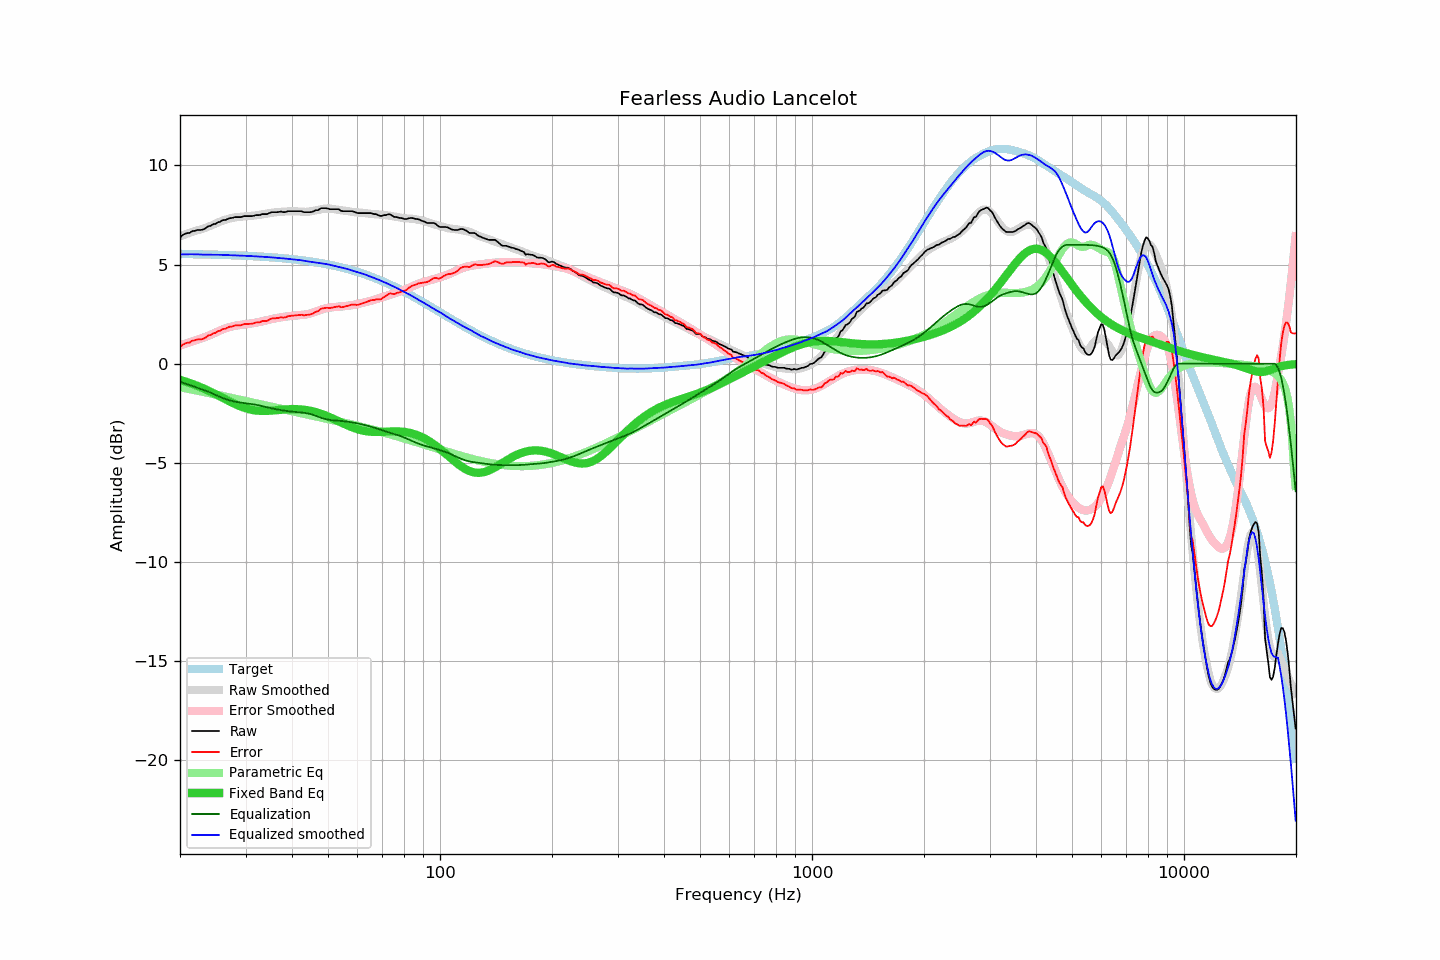 Fearless Audio Lancelot
Amplitude (dBr)
10
5
0
−5
−10
−15
−20
Target
Raw Smoothed
Error Smoothed
Raw
Error
Parametric Eq
Fixed Band Eq
Equalization
Equalized smoothed
100
1000
10000
Frequency (Hz)